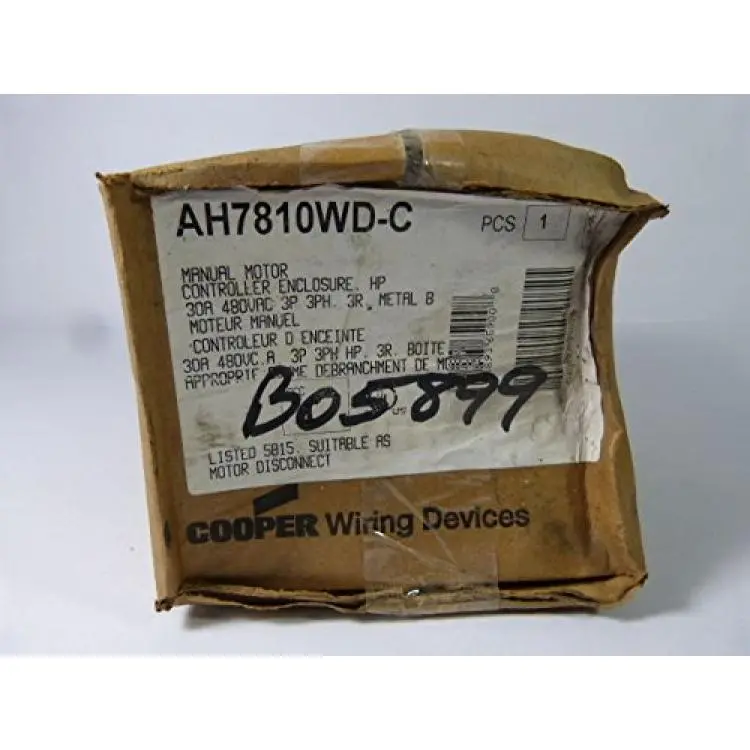 AH7810WD-C
PCS 1
MANUAL MOTOR
CONTROLLER ENCLOSURE. HP
30A 480VAC 3P 3PH. 3R. METAL B
MOTEUR MANUEL
CONTROLEUR D ENCEINTE
30A 480VC.A. 3P 3PH HP. 3R. BOITE
DEBRANCHMENT DE
B05899
LISTED 5815. SUITABLE AS
MOTOR DISCONNECT
COOPER Wiring Devices